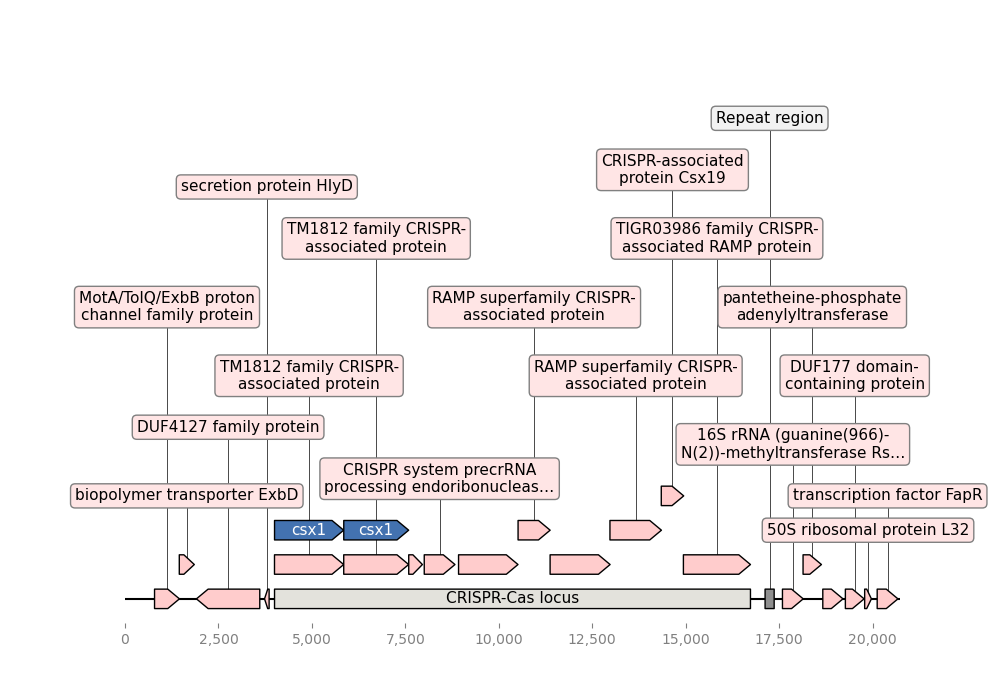 Repeat region
CRISPR-associated
protein Csx19
secretion protein HlyD
TM1812 family CRISPR-
associated protein
TIGR03986 family CRISPR-
associated RAMP protein
MotA/TolQ/ExbB proton
channel family protein
RAMP superfamily CRISPR-
associated protein
pantetheine-phosphate
adenylyltransferase
TM1812 family CRISPR-
associated protein
RAMP superfamily CRISPR-
associated protein
DUF177 domain-
containing protein
DUF4127 family protein
16S rRNA (guanine(966)-
N(2))-methyltransferase Rs…
CRISPR system precrRNA
processing endoribonucleas…
biopolymer transporter ExbD
transcription factor FapR
csx1
csx1
50S ribosomal protein L32
CRISPR-Cas locus
0 2,500 5,000 7,500 10,000 12,500 15,000 17,500 20,000